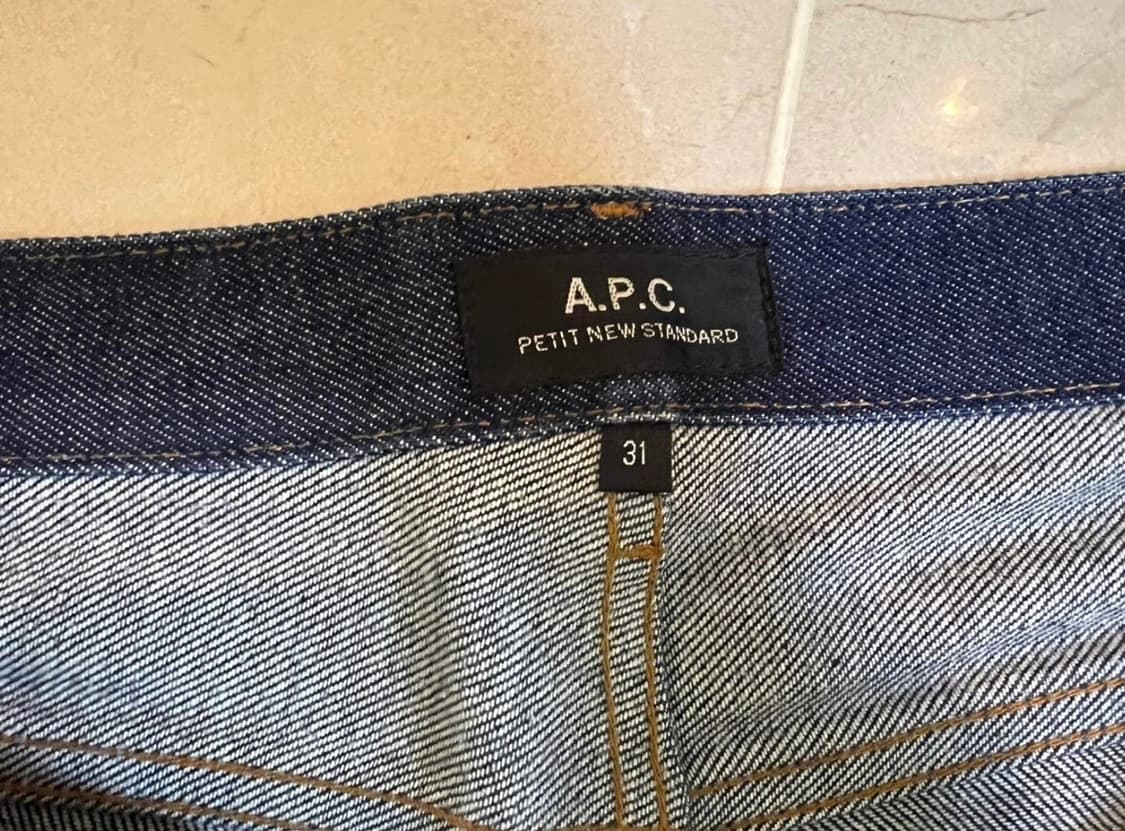 A.P.C.
PETIT NEW STANDARD
31